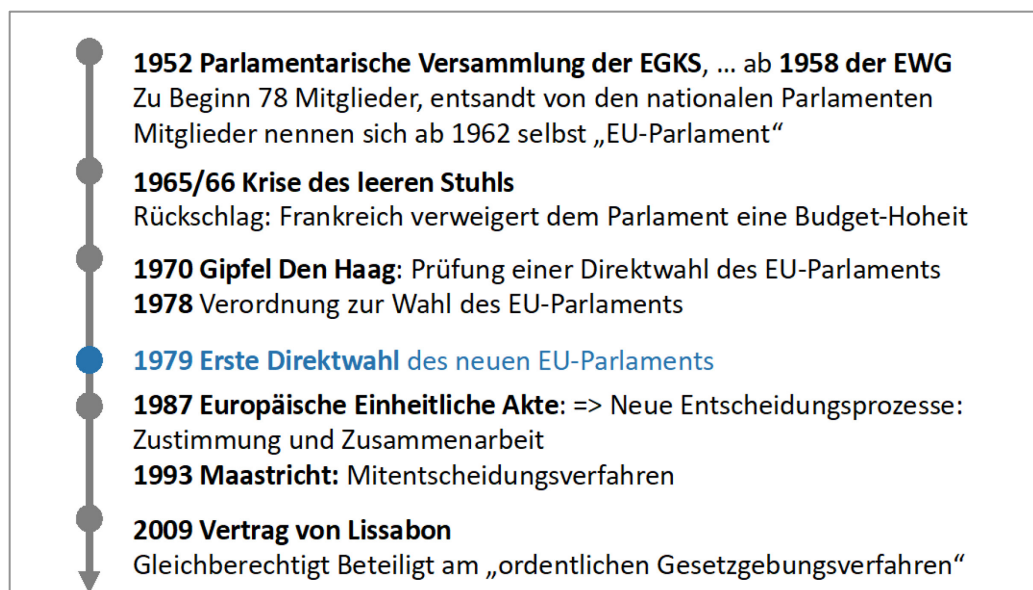 1952 Parlamentarische Versammlung der EGKS, … ab 1958 der EWG
Zu Beginn 78 Mitglieder, entsandt von den nationalen Parlamenten
Mitglieder nennen sich ab 1962 selbst „EU-Parlament“
1965/66 Krise des leeren Stuhls
Rückschlag: Frankreich verweigert dem Parlament eine Budget-Hoheit
1970 Gipfel Den Haag: Prüfung einer Direktwahl des EU-Parlaments
1978 Verordnung zur Wahl des EU-Parlaments
1979 Erste Direktwahl des neuen EU-Parlaments
1987 Europäische Einheitliche Akte: => Neue Entscheidungsprozesse:
Zustimmung und Zusammenarbeit
1993 Maastricht: Mitentscheidungsverfahren
2009 Vertrag von Lissabon
Gleichberechtigt Beteiligt am „ordentlichen Gesetzgebungsverfahren“